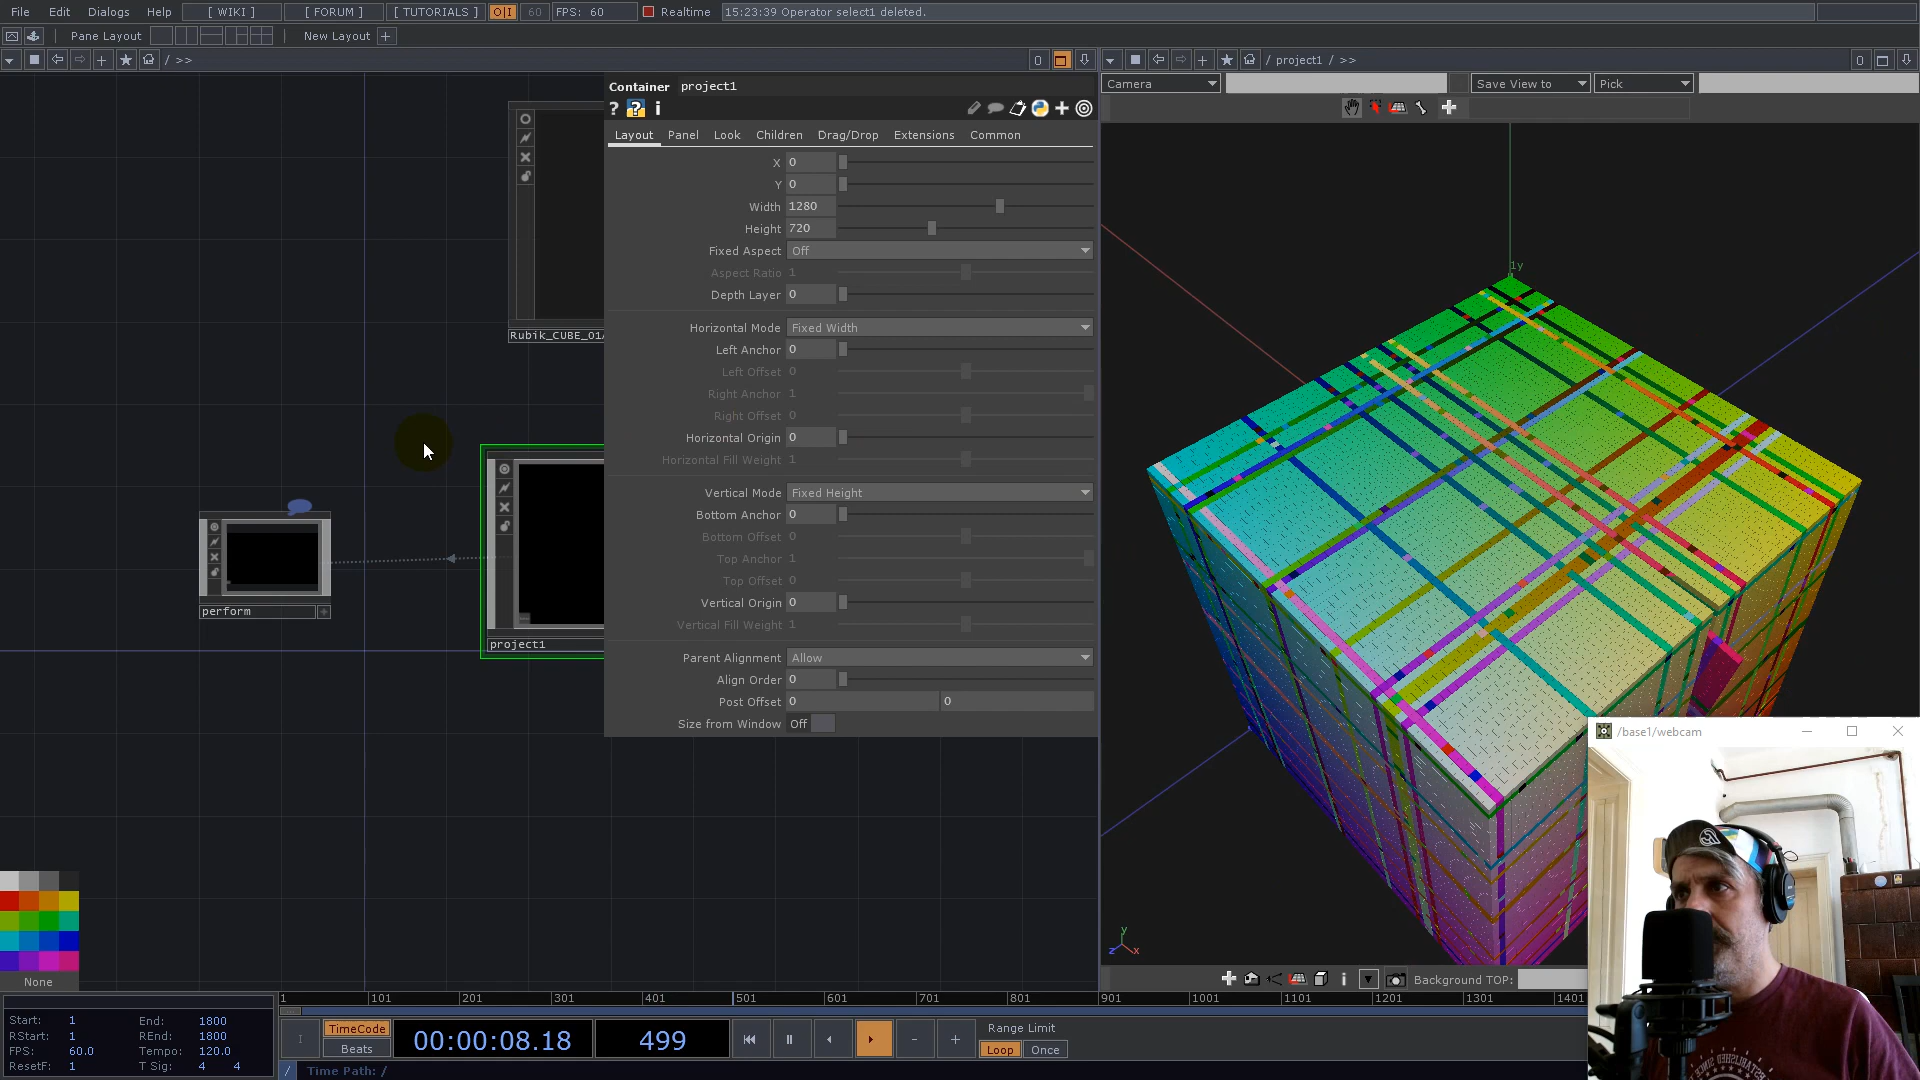 File Edit Dialogs Help [ WIKI ] [ FORUM ] [ TUTORIALS ] O|I 60 FPS: 60 Realtime 15:23:39 Operator select1 deleted.
Pane Layout New Layout +
/ >> 0
/ project1 / >> 0
Camera Save View to Pick
Container project1
? ? i
Layout Panel Look Children Drag/Drop Extensions Common
X 0
Y 0
Width 1280
Height 720
Fixed Aspect Off
Aspect Ratio 1
Depth Layer 0
Horizontal Mode Fixed Width
Left Anchor 0
Left Offset 0
Right Anchor 1
Right Offset 0
Horizontal Origin 0
Horizontal Fill Weight 1
Vertical Mode Fixed Height
Bottom Anchor 0
Bottom Offset 0
Top Anchor 1
Top Offset 0
Vertical Origin 0
Vertical Fill Weight 1
Parent Alignment Allow
Align Order 0
Post Offset 0 0
Size from Window Off
Rubik_CUBE_01
perform
project1
1y
/base1/webcam
y
z x
i Background TOP:
None
1 101 201 301 401 501 601 701 801 901 1001 1101 1201 1301 1401
Start: 1 End: 1800
RStart: 1 REnd: 1800
FPS: 60.0 Tempo: 120.0
ResetF: 1 T Sig: 4 4
I TimeCode
Beats
00:00:08.18 499
- +
Range Limit
Loop Once
/ Time Path: /